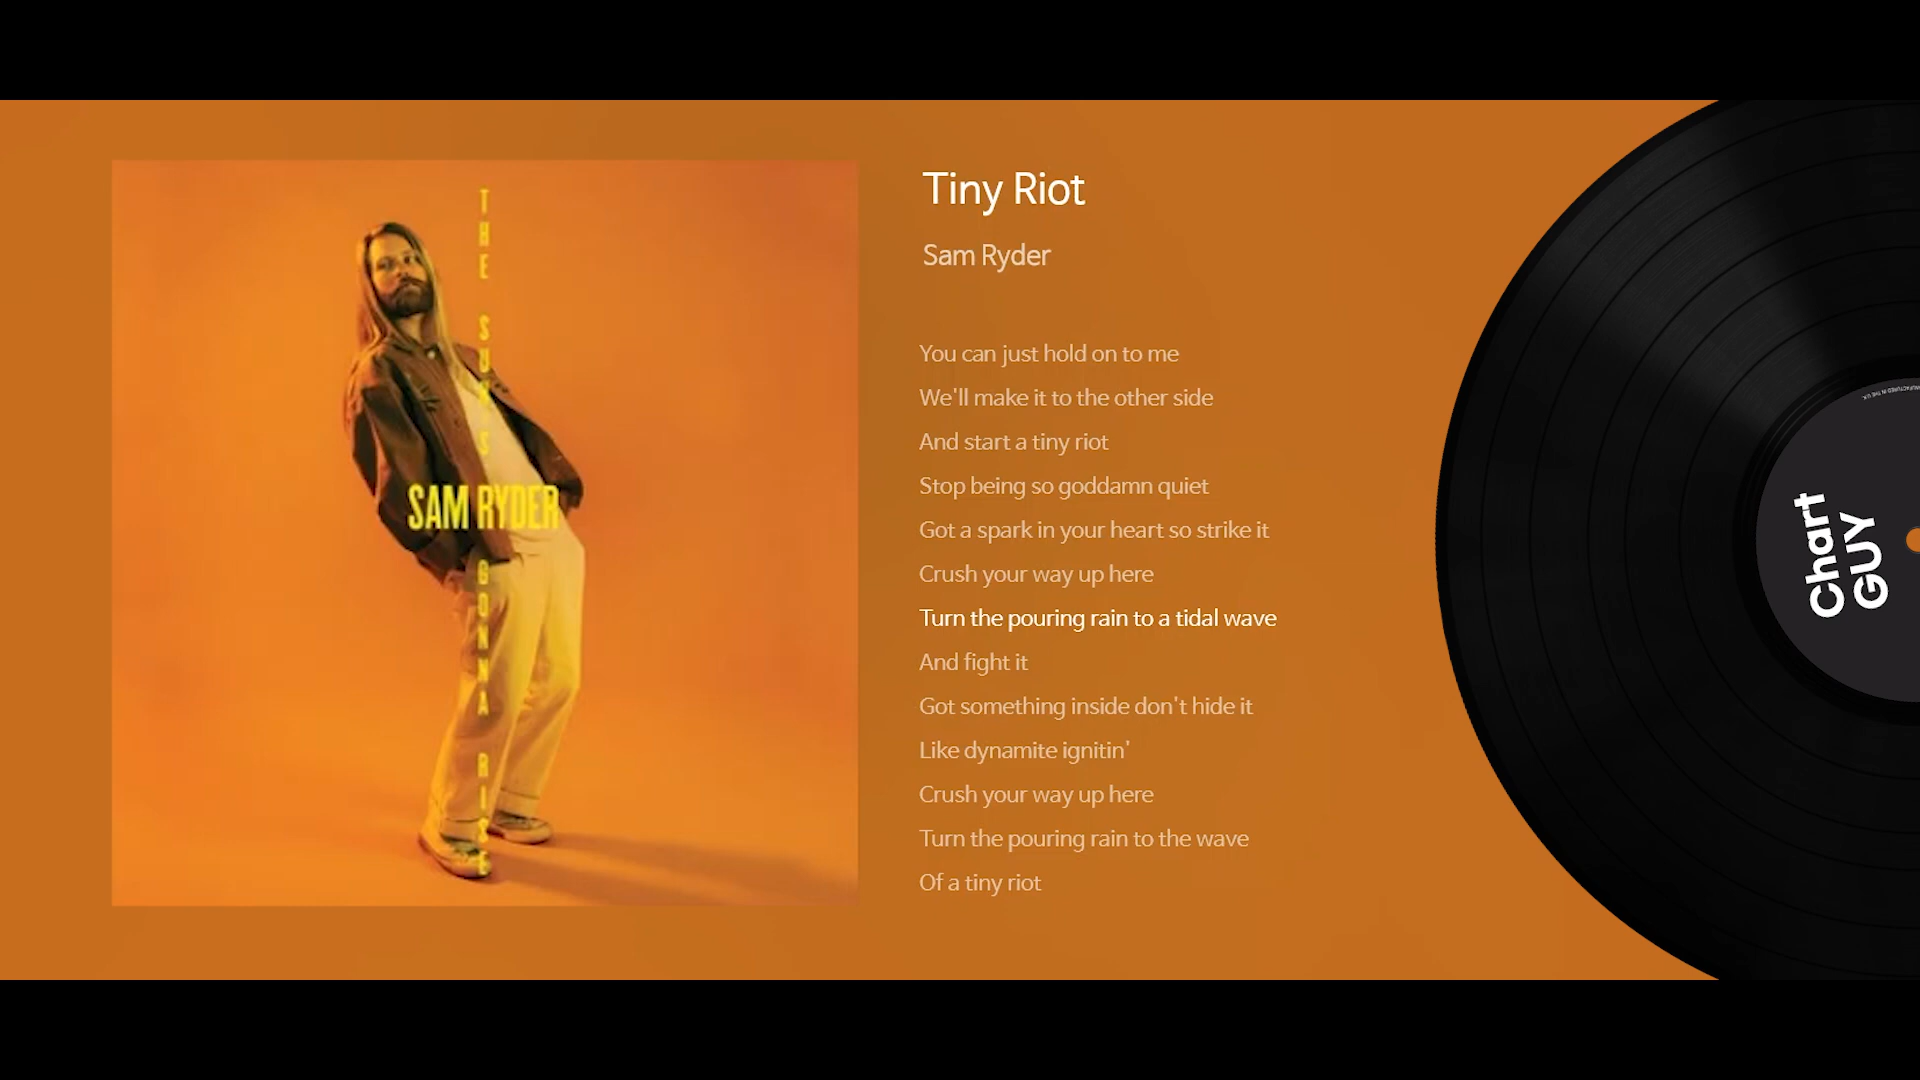 THE SUN'S GONNA RISE
SAM RYDER
Tiny Riot
Sam Ryder
You can just hold on to me
We'll make it to the other side
And start a tiny riot
Stop being so goddamn quiet
Got a spark in your heart so strike it
Crush your way up here
Turn the pouring rain to a tidal wave
And fight it
Got something inside don't hide it
Like dynamite ignitin'
Crush your way up here
Turn the pouring rain to the wave
Of a tiny riot
Chart
GUY